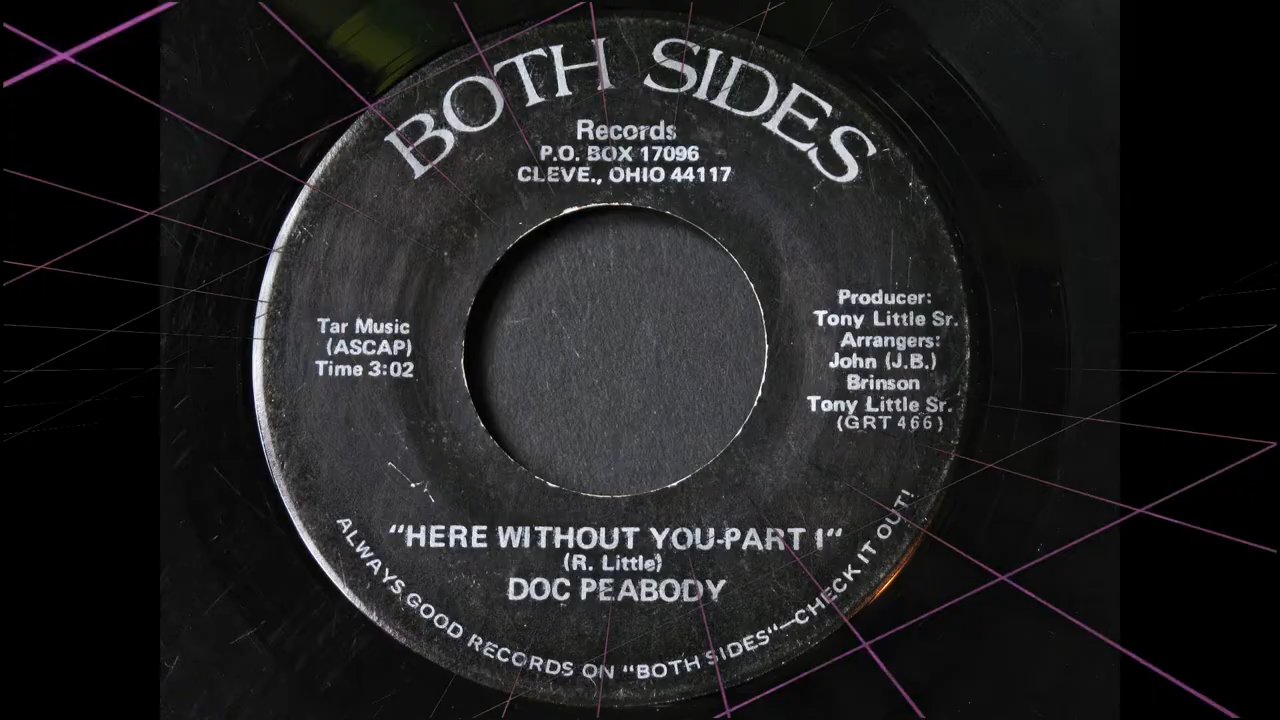 BOTH SIDES
Records
P.O. BOX 17096
CLEVE., OHIO 44117
Tar Music
(ASCAP)
Time 3:02
Producer:
Tony Little Sr.
Arrangers:
John (J.B.)
Brinson
Tony Little Sr.
(GRT 466)
"HERE WITHOUT YOU-PART I"
(R. Little)
DOC PEABODY
ALWAYS GOOD RECORDS ON "BOTH SIDES"—CHECK IT OUT!